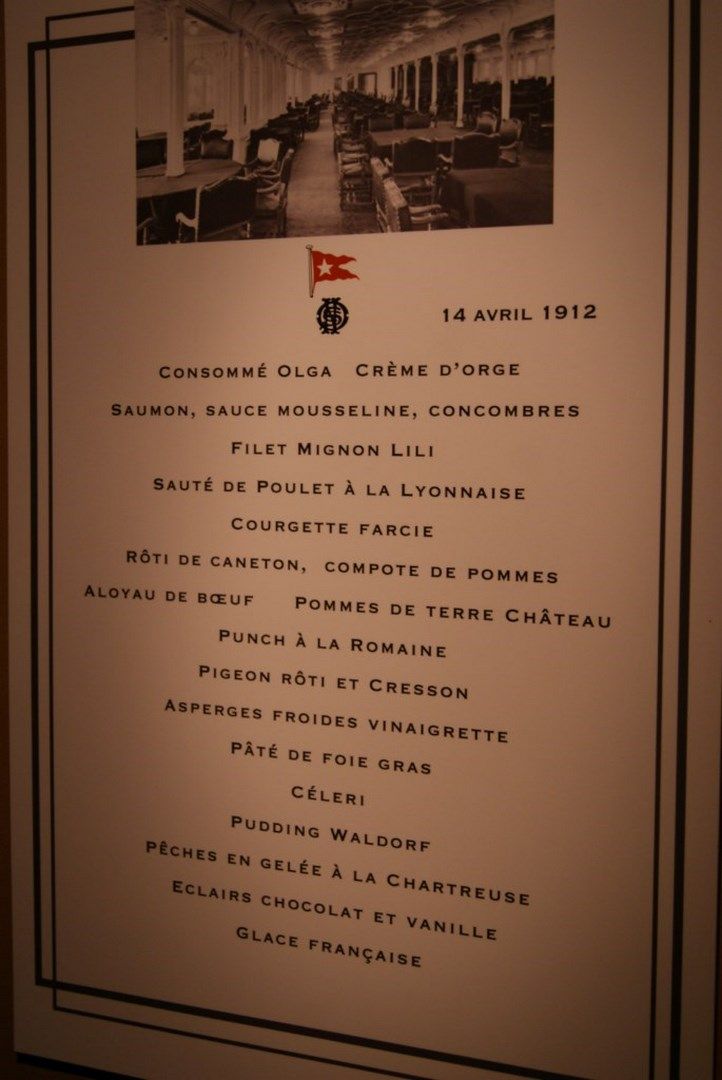 14 AVRIL 1912
CONSOMMÉ OLGA CRÈME D'ORGE
SAUMON, SAUCE MOUSSELINE, CONCOMBRES
FILET MIGNON LILI
SAUTÉ DE POULET À LA LYONNAISE
COURGETTE FARCIE
RÔTI DE CANETON, COMPOTE DE POMMES
ALOYAU DE BŒUF POMMES DE TERRE CHÂTEAU
PUNCH À LA ROMAINE
PIGEON RÔTI ET CRESSON
ASPERGES FROIDES VINAIGRETTE
PÂTÉ DE FOIE GRAS
CÉLERI
PUDDING WALDORF
PÊCHES EN GELÉE À LA CHARTREUSE
ECLAIRS CHOCOLAT ET VANILLE
GLACE FRANÇAISE